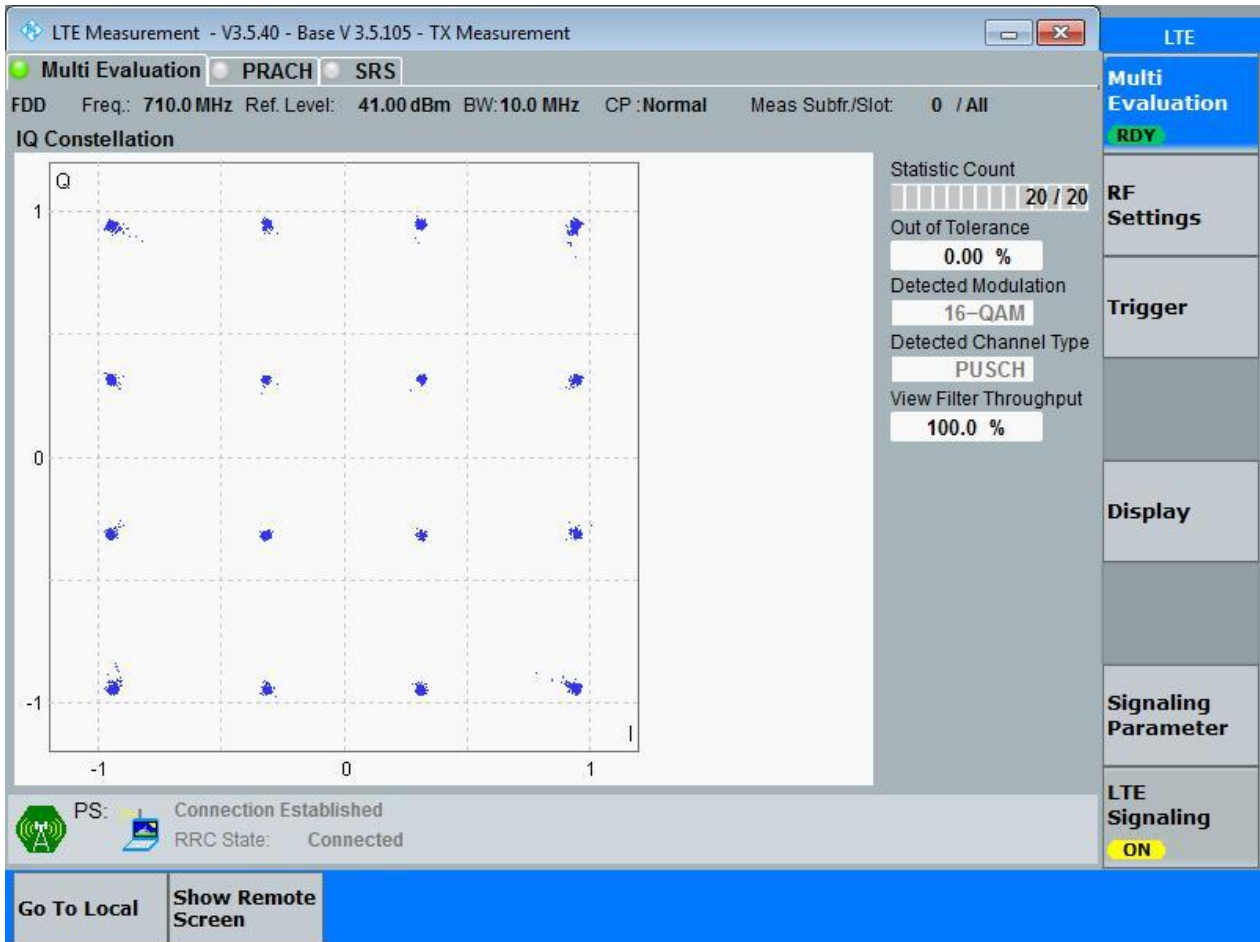 LTE Measurement - V3.5.40 - Base V 3.5.105 - TX Measurement
LTE
Multi Evaluation PRACH SRS
FDD Freq.: 710.0 MHz Ref. Level: 41.00 dBm BW: 10.0 MHz CP : Normal Meas Subfr./Slot: 0 / All
IQ Constellation
Q
1
0
-1
I
-1 0 1
Statistic Count
20 / 20
Out of Tolerance
0.00 %
Detected Modulation
16-QAM
Detected Channel Type
PUSCH
View Filter Throughput
100.0 %
Multi
Evaluation
RDY
RF
Settings
Trigger
Display
Signaling
Parameter
LTE
Signaling
ON
PS: Connection Established
RRC State: Connected
Go To Local
Show Remote
Screen